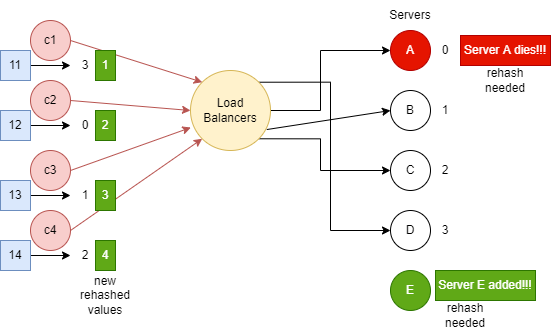 Servers
c1
11
3
1
A
0
Server A dies!!!
rehash
needed
c2
12
0
2
Load
Balancers
B
1
c3
13
1
3
C
2
c4
14
2
4
D
3
new
rehashed
values
E
Server E added!!!
rehash
needed